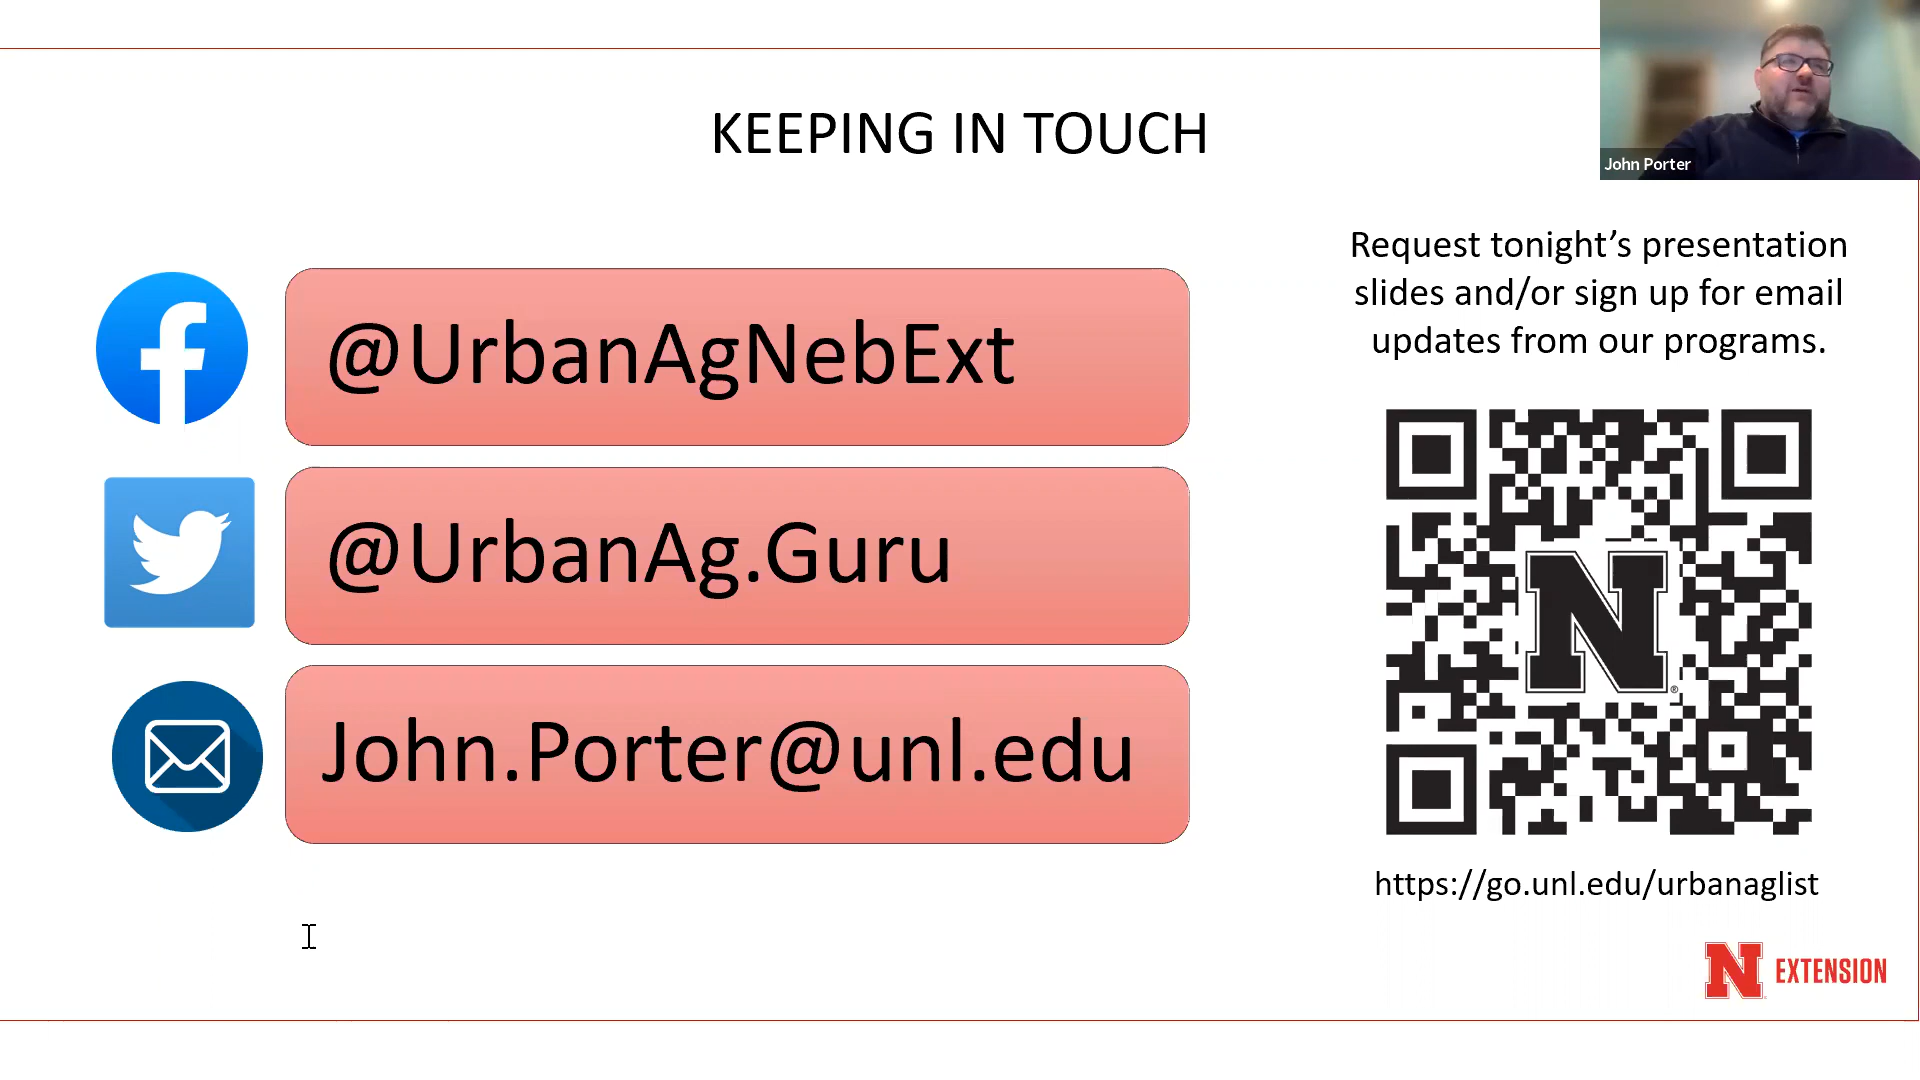 KEEPING IN TOUCH
John Porter
@UrbanAgNebExt
@UrbanAg.Guru
John.Porter@unl.edu
Request tonight’s presentation
slides and/or sign up for email
updates from our programs.
N
®
https://go.unl.edu/urbanaglist
N EXTENSION